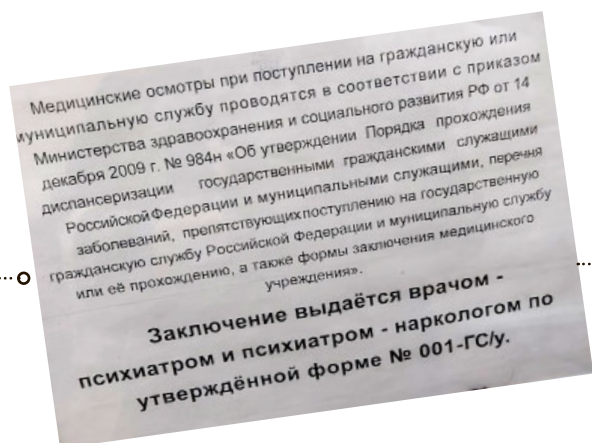 Медицинские осмотры при поступлении на гражданскую или
муниципальную службу проводятся в соответствии с приказом
Министерства здравоохранения и социального развития РФ от 14
декабря 2009 г. № 984н «Об утверждении Порядка прохождения
диспансеризации государственными гражданскими служащими
Российской Федерации и муниципальными служащими, перечня
заболеваний, препятствующих поступлению на государственную
гражданскую службу Российской Федерации и муниципальную службу
или её прохождению, а также формы заключения медицинского
учреждения».
Заключение выдаётся врачом -
психиатром и психиатром - наркологом по
утверждённой форме № 001-ГС/у.